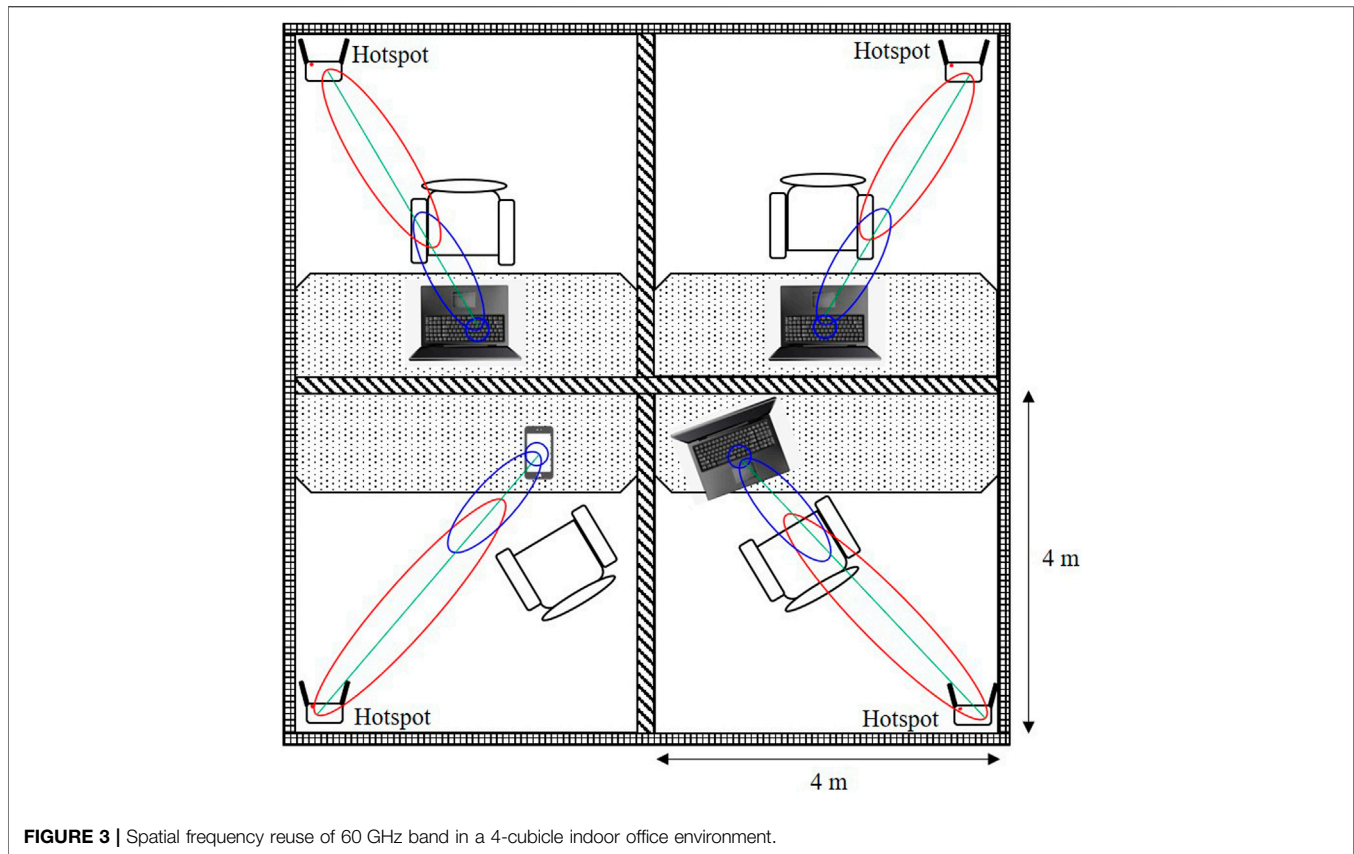 Hotspot
Hotspot
4 m
Hotspot
Hotspot
4 m
FIGURE 3 | Spatial frequency reuse of 60 GHz band in a 4-cubicle indoor office environment.